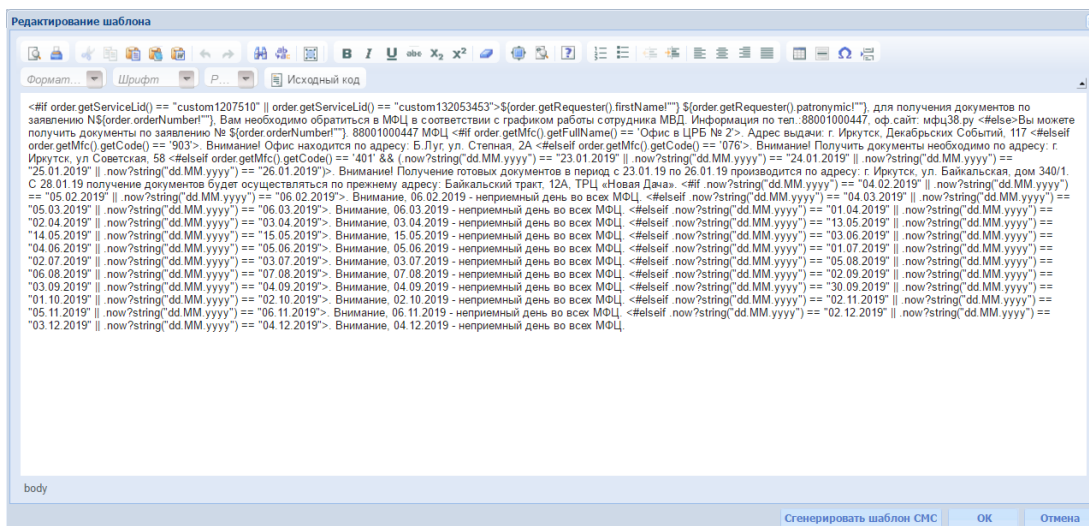 Редактирование шаблона
B I U abc X₂ X²
Формат... Шрифт Р... Исходный код
<#if order.getServiceLid() == "custom1207510" || order.getServiceLid() == "custom132053453">${order.getRequester().firstName!""} ${order.getRequester().patronymic!""}, для получения документов по
заявлению N${order.orderNumber!""}, Вам необходимо обратиться в МФЦ в соответствии с графиком работы сотрудника МВД. Информация по тел.:88001000447, оф.сайт: мфц38.ру <#else>Вы можете
получить документы по заявлению № ${order.orderNumber!""}. 88001000447 МФЦ <#if order.getMfc().getFullName() == 'Офис в ЦРБ № 2'>. Адрес выдачи: г. Иркутск, Декабрьских Событий, 117 <#elseif
order.getMfc().getCode() == '903'>. Внимание! Офис находится по адресу: Б.Луг, ул. Степная, 2А <#elseif order.getMfc().getCode() == '076'>. Внимание! Получить документы необходимо по адресу: г.
Иркутск, ул Советская, 58 <#elseif order.getMfc().getCode() == '401' && (.now?string("dd.MM.yyyy") == "23.01.2019" || .now?string("dd.MM.yyyy") == "24.01.2019" || .now?string("dd.MM.yyyy") ==
"25.01.2019" || .now?string("dd.MM.yyyy") == "26.01.2019")>. Внимание! Получение готовых документов в период с 23.01.19 по 26.01.19 производится по адресу: г. Иркутск, ул. Байкальская, дом 340/1.
С 28.01.19 получение документов будет осуществляться по прежнему адресу: Байкальский тракт, 12А, ТРЦ «Новая Дача». <#if .now?string("dd.MM.yyyy") == "04.02.2019" || .now?string("dd.MM.yyyy")
== "05.02.2019" || .now?string("dd.MM.yyyy") == "06.02.2019">. Внимание, 06.02.2019 - неприемный день во всех МФЦ. <#elseif .now?string("dd.MM.yyyy") == "04.03.2019" || .now?string("dd.MM.yyyy") ==
"05.03.2019" || .now?string("dd.MM.yyyy") == "06.03.2019">. Внимание, 06.03.2019 - неприемный день во всех МФЦ. <#elseif .now?string("dd.MM.yyyy") == "01.04.2019" || .now?string("dd.MM.yyyy") ==
"02.04.2019" || .now?string("dd.MM.yyyy") == "03.04.2019">. Внимание, 03.04.2019 - неприемный день во всех МФЦ. <#elseif .now?string("dd.MM.yyyy") == "13.05.2019" || .now?string("dd.MM.yyyy") ==
"14.05.2019" || .now?string("dd.MM.yyyy") == "15.05.2019">. Внимание, 15.05.2019 - неприемный день во всех МФЦ. <#elseif .now?string("dd.MM.yyyy") == "03.06.2019" || .now?string("dd.MM.yyyy") ==
"04.06.2019" || .now?string("dd.MM.yyyy") == "05.06.2019">. Внимание, 05.06.2019 - неприемный день во всех МФЦ. <#elseif .now?string("dd.MM.yyyy") == "01.07.2019" || .now?string("dd.MM.yyyy") ==
"02.07.2019" || .now?string("dd.MM.yyyy") == "03.07.2019">. Внимание, 03.07.2019 - неприемный день во всех МФЦ. <#elseif .now?string("dd.MM.yyyy") == "05.08.2019" || .now?string("dd.MM.yyyy") ==
"06.08.2019" || .now?string("dd.MM.yyyy") == "07.08.2019">. Внимание, 07.08.2019 - неприемный день во всех МФЦ. <#elseif .now?string("dd.MM.yyyy") == "02.09.2019" || .now?string("dd.MM.yyyy") ==
"03.09.2019" || .now?string("dd.MM.yyyy") == "04.09.2019">. Внимание, 04.09.2019 - неприемный день во всех МФЦ. <#elseif .now?string("dd.MM.yyyy") == "30.09.2019" || .now?string("dd.MM.yyyy") ==
"01.10.2019" || .now?string("dd.MM.yyyy") == "02.10.2019">. Внимание, 02.10.2019 - неприемный день во всех МФЦ. <#elseif .now?string("dd.MM.yyyy") == "02.11.2019" || .now?string("dd.MM.yyyy") ==
"05.11.2019" || .now?string("dd.MM.yyyy") == "06.11.2019">. Внимание, 06.11.2019 - неприемный день во всех МФЦ. <#elseif .now?string("dd.MM.yyyy") == "02.12.2019" || .now?string("dd.MM.yyyy") ==
"03.12.2019" || .now?string("dd.MM.yyyy") == "04.12.2019">. Внимание, 04.12.2019 - неприемный день во всех МФЦ.
body
Сгенерировать шаблон СМС ОК Отмена